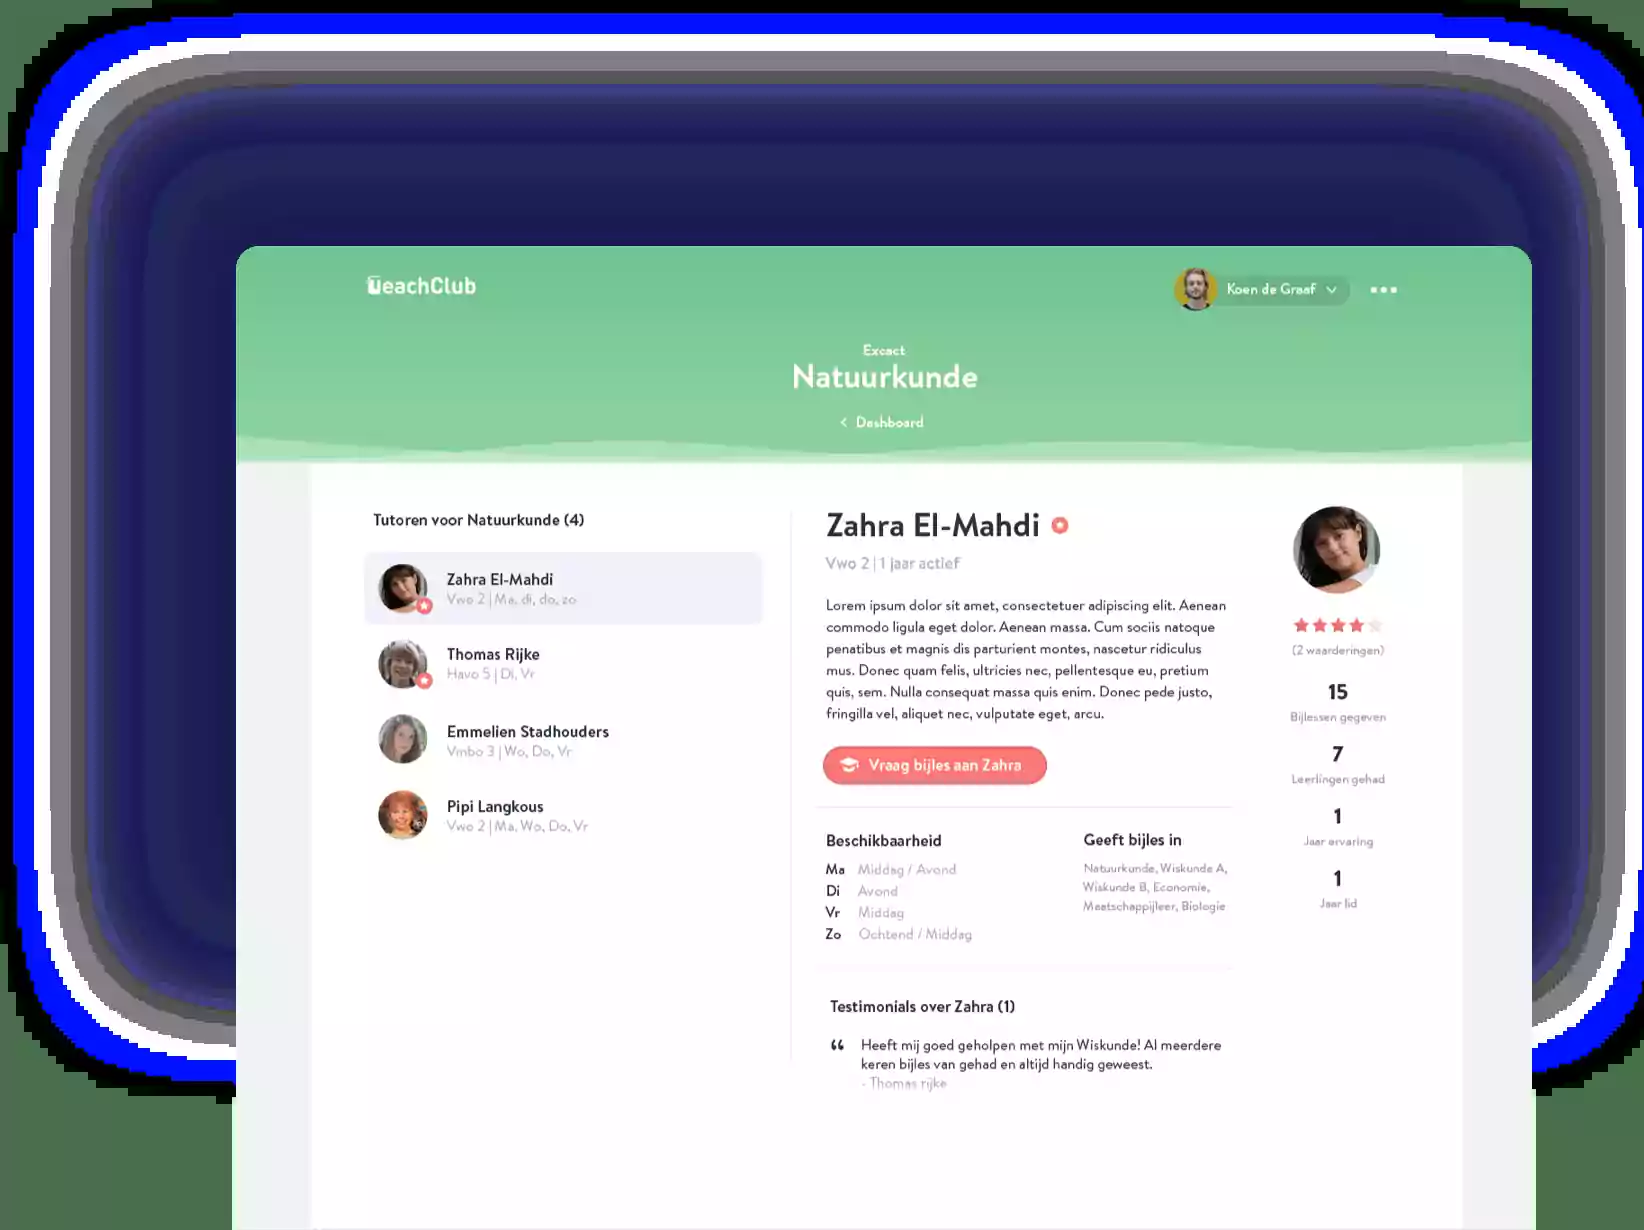 TeachClub
Koen de Graaf
Excact
Natuurkunde
Dashboard
Tutoren voor Natuurkunde (4)
Zahra El-Mahdi
Vwo 2 | Ma, di, do, zo
Thomas Rijke
Havo 5 | Di, Vr
Emmelien Stadhouders
Vmbo 3 | Wo, Do, Vr
Pipi Langkous
Vwo 2 | Ma, Wo, Do, Vr
Zahra El-Mahdi
Vwo 2 | 1 jaar actief
Lorem ipsum dolor sit amet, consectetuer adipiscing elit. Aenean
commodo ligula eget dolor. Aenean massa. Cum sociis natoque
penatibus et magnis dis parturient montes, nascetur ridiculus
mus. Donec quam felis, ultricies nec, pellentesque eu, pretium
quis, sem. Nulla consequat massa quis enim. Donec pede justo,
fringilla vel, aliquet nec, vulputate eget, arcu.
Vraag bijles aan Zahra
Beschikbaarheid
Ma Middag / Avond
Di Avond
Vr Middag
Zo Ochtend / Middag
Geeft bijles in
Natuurkunde, Wiskunde A,
Wiskunde B, Economie,
Maatschappijleer, Biologie
Testimonials over Zahra (1)
“ Heeft mij goed geholpen met mijn Wiskunde! Al meerdere
keren bijles van gehad en altijd handig geweest.
- Thomas rijke
(2 waarderingen)
15
Bijlessen gegeven
7
Leerlingen gehad
1
Jaar ervaring
1
Jaar lid